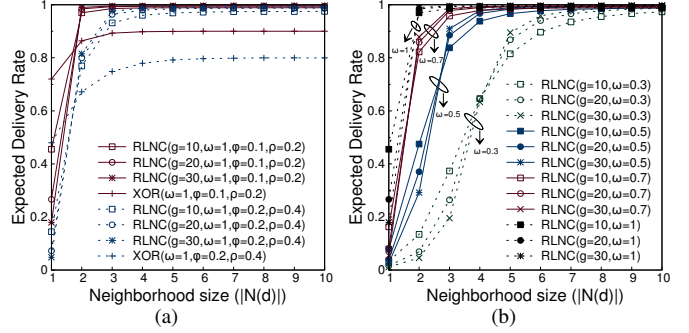 Expected Delivery Rate
1
0.8
0.6
0.4
0.2
0
RLNC(g=10,ω=1,φ=0.1,ρ=0.2)
RLNC(g=20,ω=1,φ=0.1,ρ=0.2)
RLNC(g=30,ω=1,φ=0.1,ρ=0.2)
XOR(ω=1,φ=0.1,ρ=0.2)
RLNC(g=10,ω=1,φ=0.2,ρ=0.4)
RLNC(g=20,ω=1,φ=0.2,ρ=0.4)
RLNC(g=30,ω=1,φ=0.2,ρ=0.4)
XOR(ω=1,φ=0.2,ρ=0.4)
1 2 3 4 5 6 7 8 9 10
Neighborhood size (|N(d)|)
(a)
Expected Delivery Rate
1
0.8
0.6
0.4
0.2
0
ω=1
ω=0.7
ω=0.5
ω=0.3
RLNC(g=10,ω=0.3)
RLNC(g=20,ω=0.3)
RLNC(g=30,ω=0.3)
RLNC(g=10,ω=0.5)
RLNC(g=20,ω=0.5)
RLNC(g=30,ω=0.5)
RLNC(g=10,ω=0.7)
RLNC(g=20,ω=0.7)
RLNC(g=30,ω=0.7)
RLNC(g=10,ω=1)
RLNC(g=20,ω=1)
RLNC(g=30,ω=1)
1 2 3 4 5 6 7 8 9 10
Neighborhood size (|N(d)|)
(b)